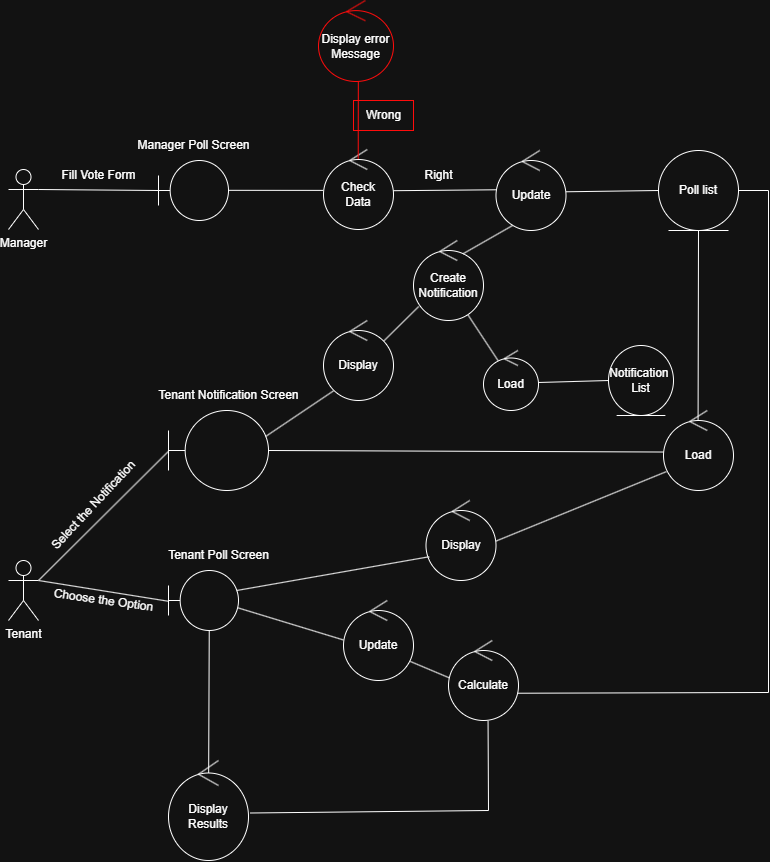 Display error
Message
Wrong
Manager Poll Screen
Fill Vote Form
Check
Data
Right
Update
Poll list
Manager
Create
Notification
Display
Load
Notification
List
Tenant Notification Screen
Load
Select the Notification
Display
Tenant Poll Screen
Choose the Option
Tenant
Update
Calculate
Display
Results